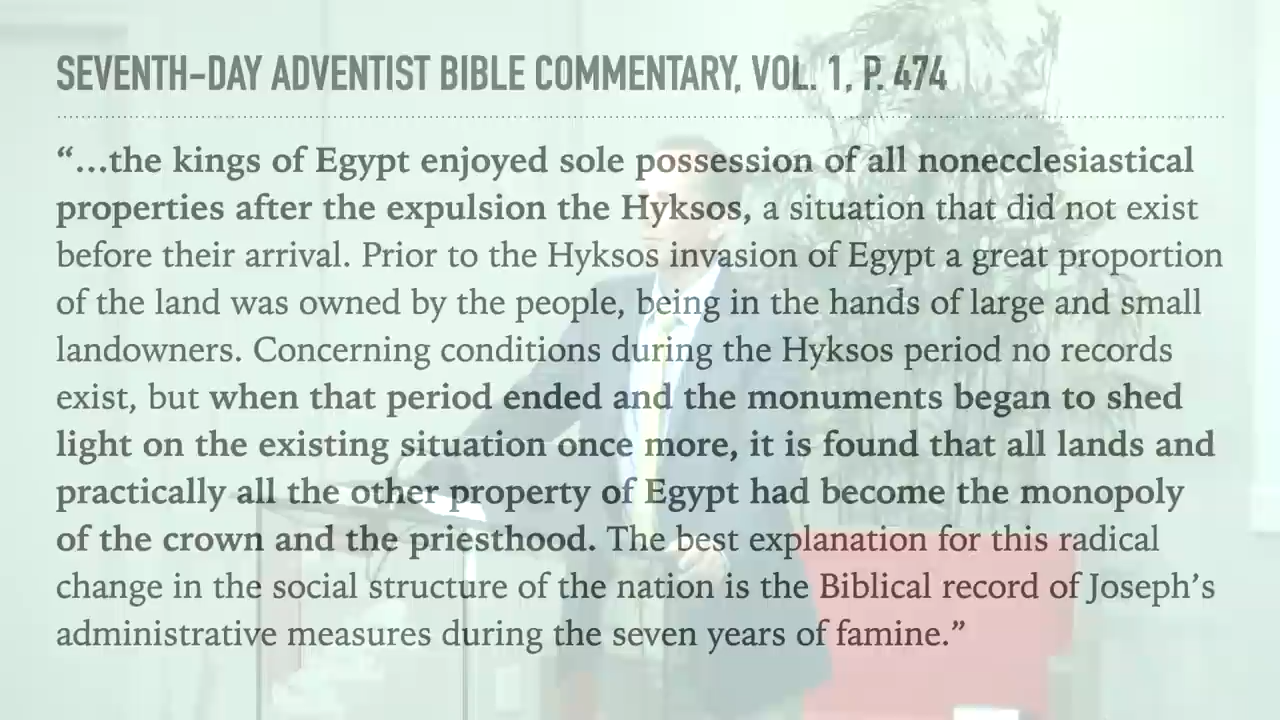 SEVENTH-DAY ADVENTIST BIBLE COMMENTARY, VOL. 1, P. 474
“...the kings of Egypt enjoyed sole possession of all nonecclesiastical
properties after the expulsion the Hyksos, a situation that did not exist
before their arrival. Prior to the Hyksos invasion of Egypt a great proportion
of the land was owned by the people, being in the hands of large and small
landowners. Concerning conditions during the Hyksos period no records
exist, but when that period ended and the monuments began to shed
light on the existing situation once more, it is found that all lands and
practically all the other property of Egypt had become the monopoly
of the crown and the priesthood. The best explanation for this radical
change in the social structure of the nation is the Biblical record of Joseph’s
administrative measures during the seven years of famine.”